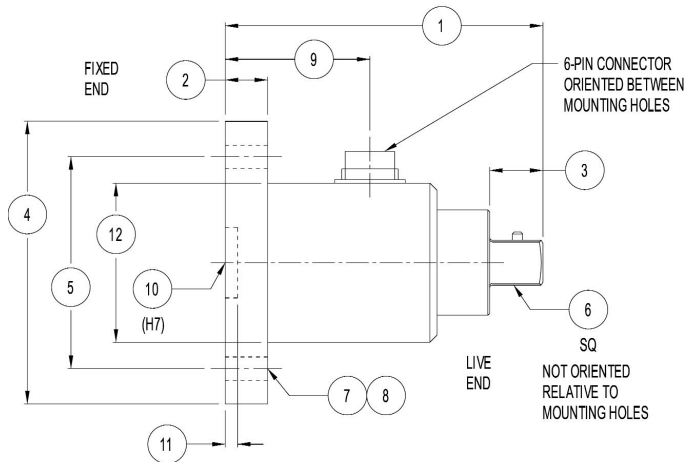 1
9
FIXED
END
2
6-PIN CONNECTOR
ORIENTED BETWEEN
MOUNTING HOLES
3
4
12
5
10
(H7)
6
SQ
LIVE
END
NOT ORIENTED
RELATIVE TO
MOUNTING HOLES
7 8
11